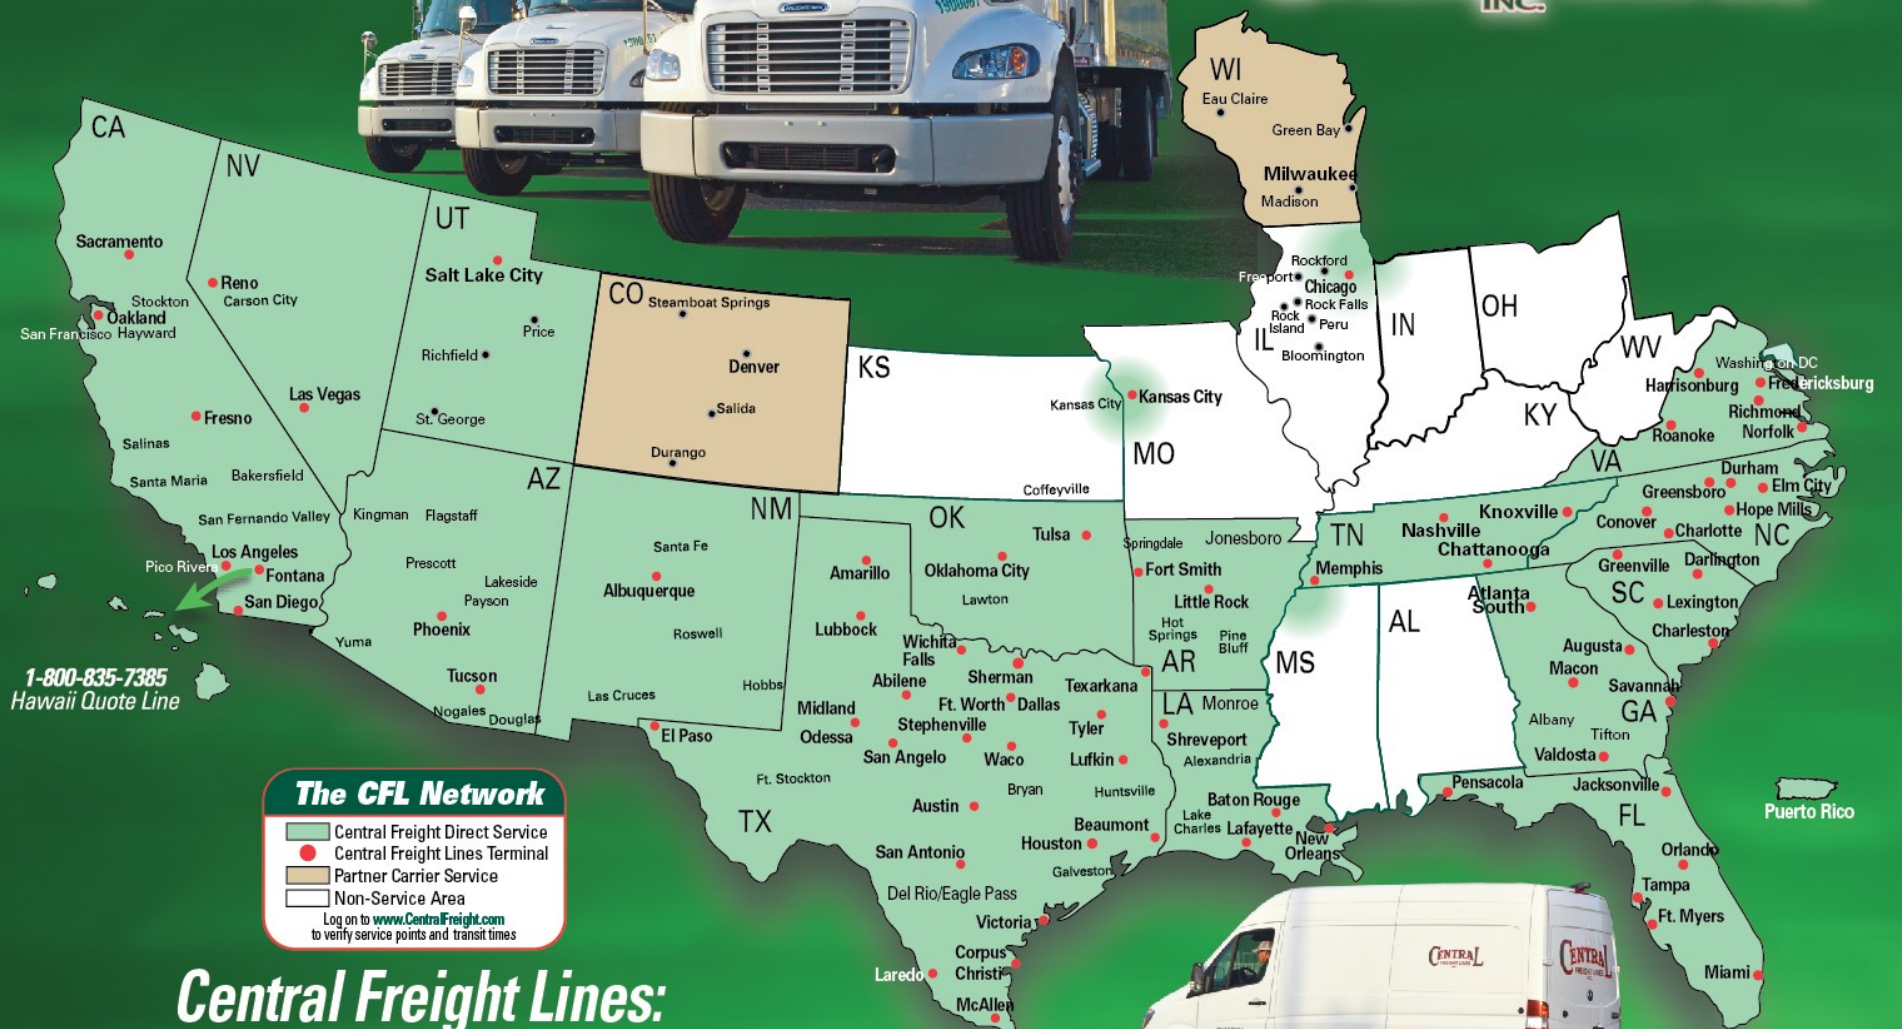 INC.
WI
Eau Claire
Green Bay
Milwaukee
Madison
CA
Sacramento
Stockton
Oakland
San Francisco Hayward
Fresno
Salinas
Santa Maria
Bakersfield
San Fernando Valley
Los Angeles
Pico Rivera
Fontana
San Diego
NV
Reno
Carson City
Las Vegas
UT
Salt Lake City
Price
Richfield
St. George
CO
Steamboat Springs
Denver
Salida
Durango
KS
Kansas City
Coffeyville
MO
Kansas City
IL
Rockford
Freeport
Chicago
Rock Falls
Rock
Island
Peru
Bloomington
IN
OH
WV
KY
VA
Washington DC
Harrisonburg
Fredericksburg
Richmond
Roanoke
Norfolk
AZ
Kingman
Flagstaff
Prescott
Lakeside
Payson
Phoenix
Yuma
Tucson
Nogales
Douglas
NM
Santa Fe
Albuquerque
Roswell
Las Cruces
Hobbs
OK
Tulsa
Oklahoma City
Lawton
AR
Springdale
Jonesboro
Fort Smith
Little Rock
Hot
Springs
Pine
Bluff
TN
Nashville
Knoxville
Chattanooga
Memphis
NC
Durham
Greensboro
Elm City
Hope Mills
Conover
Charlotte
SC
Greenville
Darlington
Lexington
Charleston
MS
AL
GA
Atlanta
South
Augusta
Macon
Savannah
Albany
Tifton
Valdosta
LA
Monroe
Shreveport
Alexandria
Baton Rouge
Lake
Charles
Lafayette
New
Orleans
TX
Amarillo
Lubbock
Wichita
Falls
Abilene
Sherman
Texarkana
Ft. Worth
Dallas
Midland
Odessa
Stephenville
Tyler
El Paso
San Angelo
Waco
Lufkin
Ft. Stockton
Bryan
Huntsville
Austin
Beaumont
Houston
San Antonio
Galveston
Del Rio/Eagle Pass
Victoria
Corpus
Christi
Laredo
McAllen
FL
Pensacola
Jacksonville
Orlando
Tampa
Ft. Myers
Miami
Puerto Rico
1-800-835-7385
Hawaii Quote Line
The CFL Network
Central Freight Direct Service
Central Freight Lines Terminal
Partner Carrier Service
Non-Service Area
Log on to www.CentralFreight.com
to verify service points and transit times
Central Freight Lines:
CENTRAL
CENTRAL